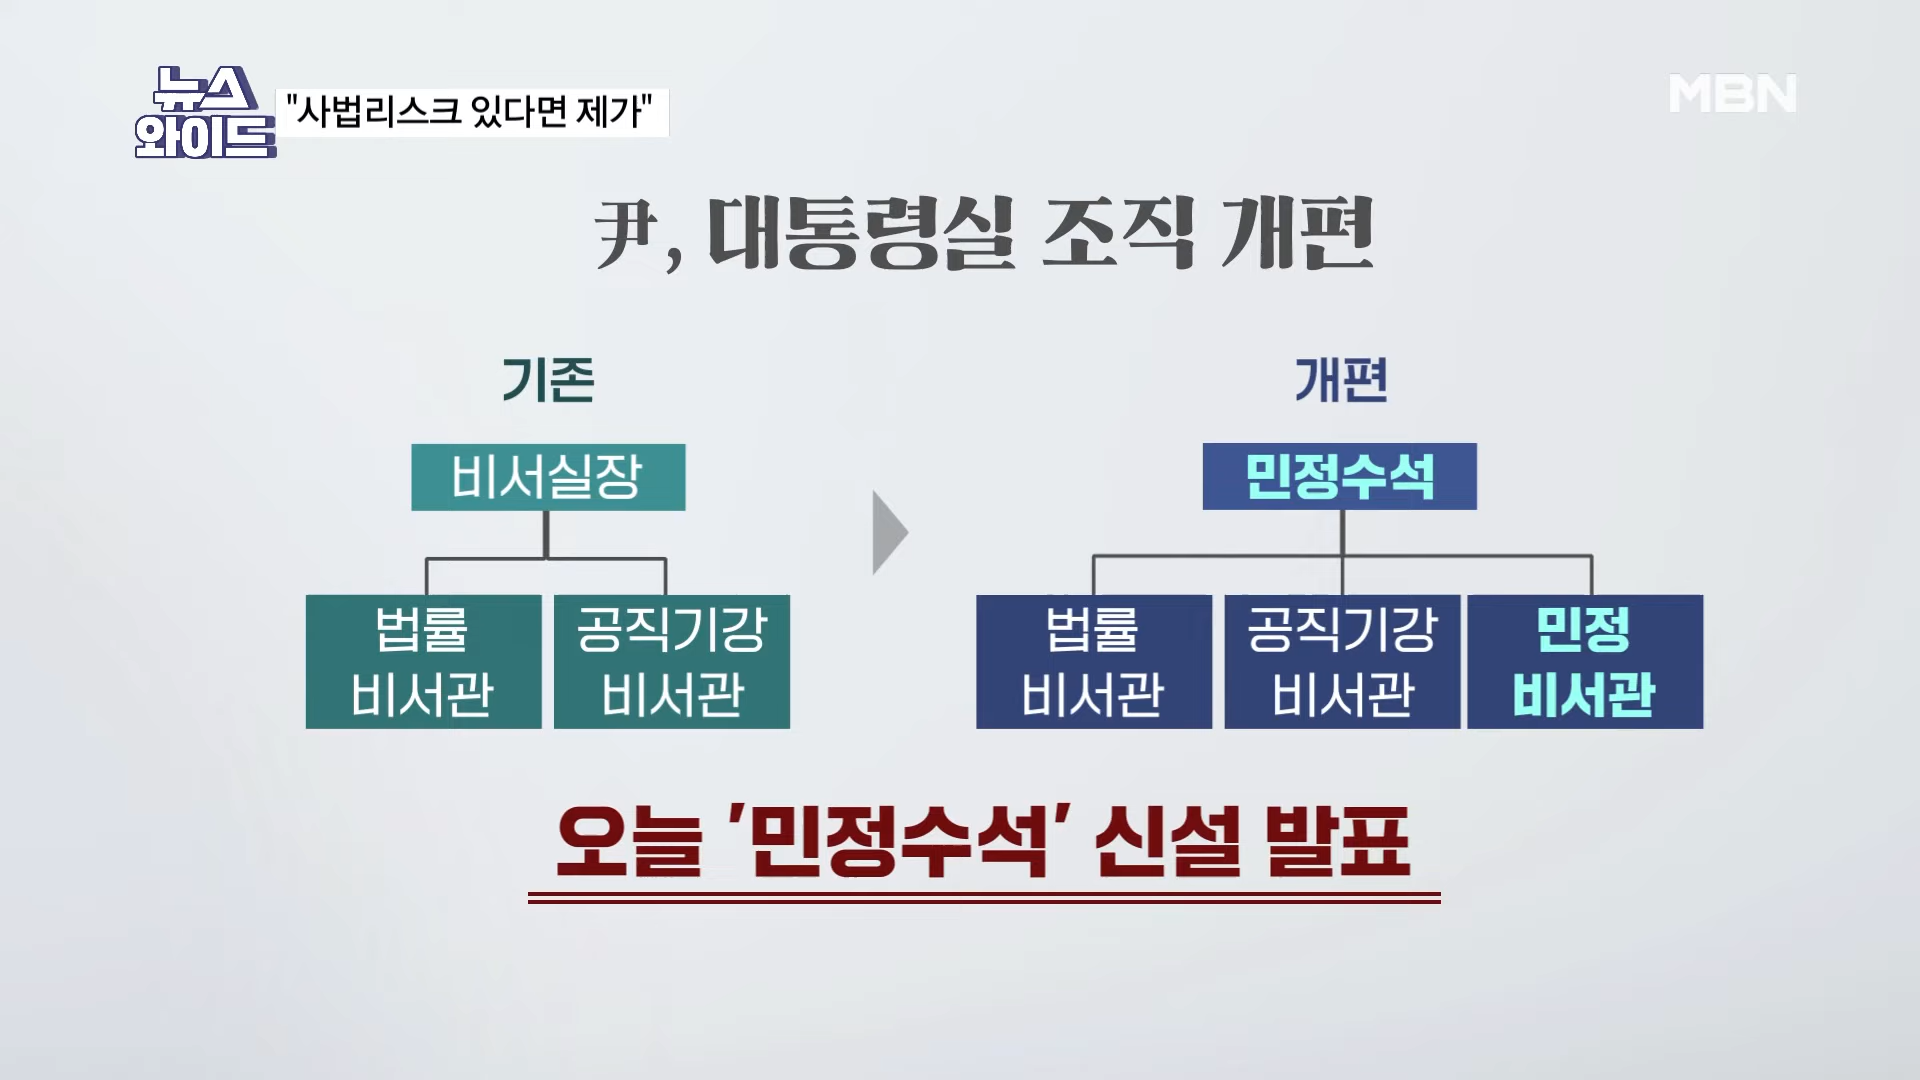 뉴스
와이드
"사법리스크 있다면 제가"
MBN
尹, 대통령실 조직 개편
기존
비서실장
법률
비서관
공직기강
비서관
개편
민정수석
법률
비서관
공직기강
비서관
민정
비서관
오늘 '민정수석' 신설 발표